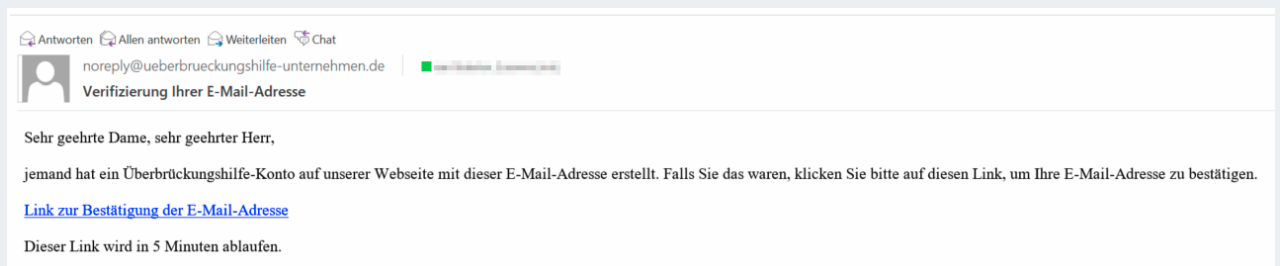 Antworten Allen antworten Weiterleiten Chat
noreply@ueberbrueckungshilfe-unternehmen.de
Verifizierung Ihrer E-Mail-Adresse
Sehr geehrte Dame, sehr geehrter Herr,
jemand hat ein Überbrückungshilfe-Konto auf unserer Webseite mit dieser E-Mail-Adresse erstellt. Falls Sie das waren, klicken Sie bitte auf diesen Link, um Ihre E-Mail-Adresse zu bestätigen.
Link zur Bestätigung der E-Mail-Adresse
Dieser Link wird in 5 Minuten ablaufen.